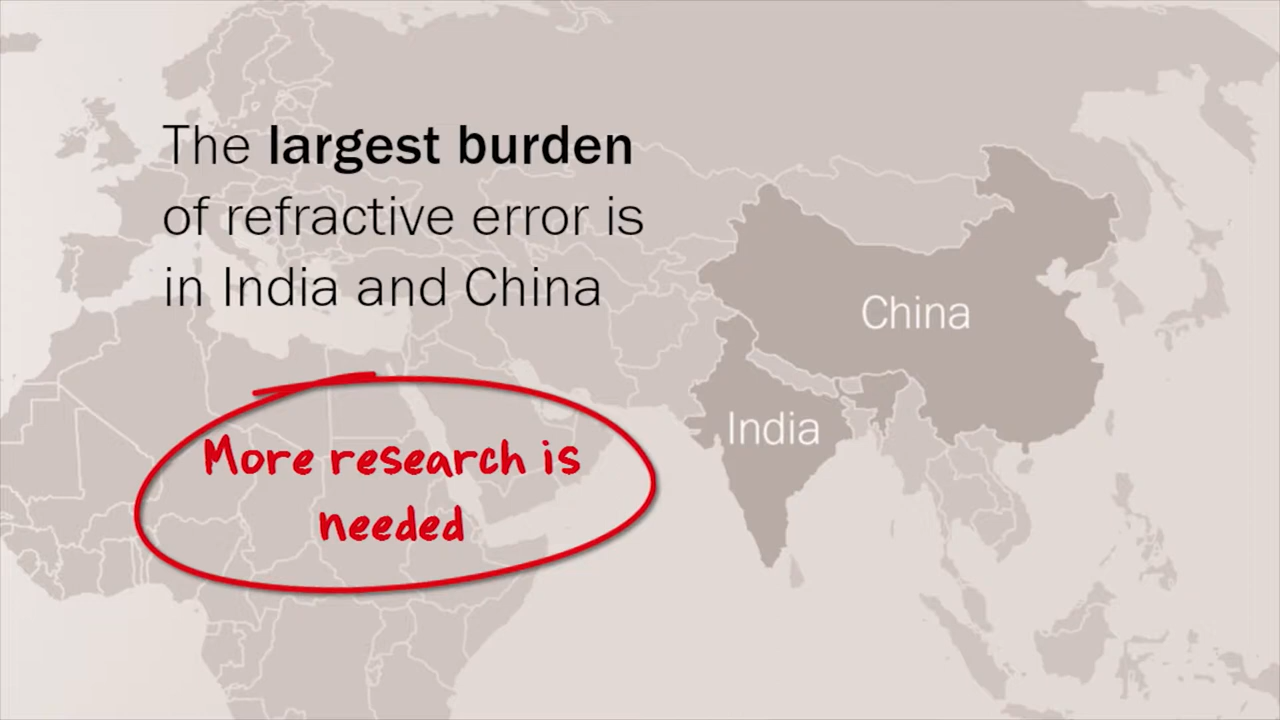 The largest burden
of refractive error is
in India and China
China
India
More research is
needed